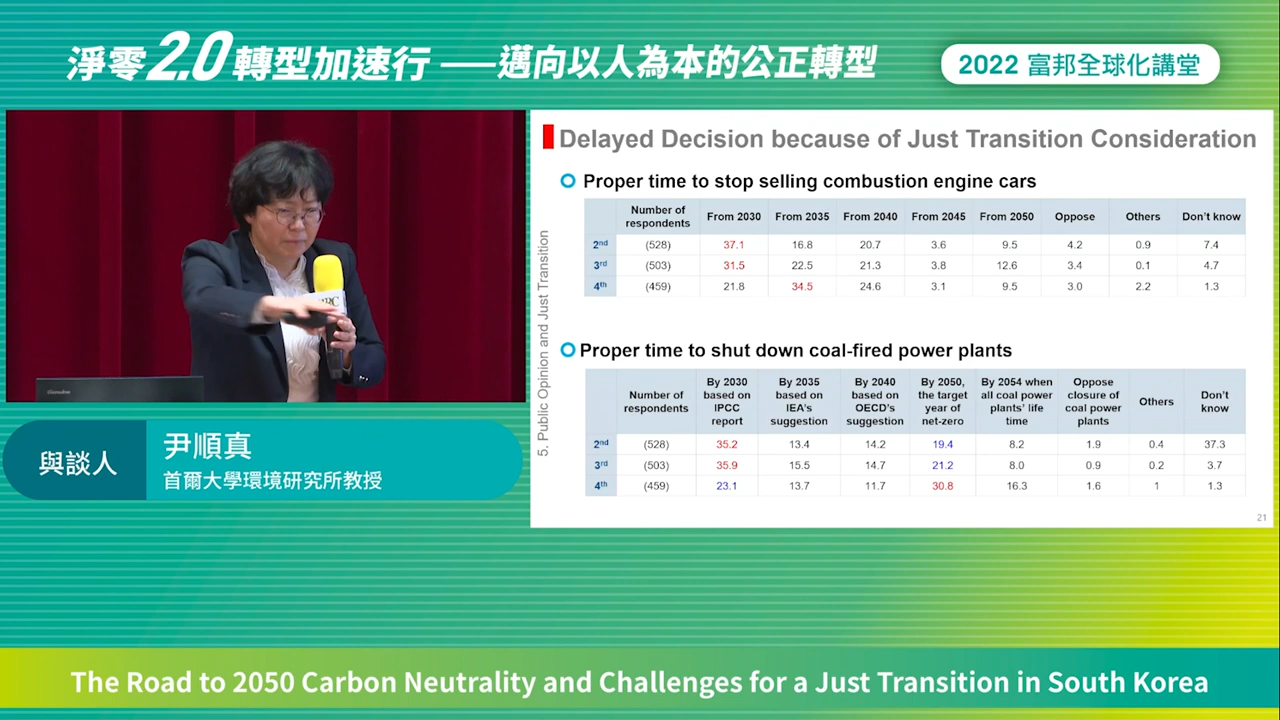 淨零2.0轉型加速行——邁向以人為本的公正轉型
2022 富邦全球化講堂
與談人
尹順真
首爾大學環境研究所教授
Delayed Decision because of Just Transition Consideration
5. Public Opinion and Just Transition
Proper time to stop selling combustion engine cars
Number of respondents From 2030 From 2035 From 2040 From 2045 From 2050 Oppose Others Don't know
2nd (528) 37.1 16.8 20.7 3.6 9.5 4.2 0.9 7.4
3rd (503) 31.5 22.5 21.3 3.8 12.6 3.4 0.1 4.7
4th (459) 21.8 34.5 24.6 3.1 9.5 3.0 2.2 1.3
Proper time to shut down coal-fired power plants
Number of respondents By 2030 based on IPCC report By 2035 based on IEA's suggestion By 2040 based on OECD's suggestion By 2050, the target year of net-zero By 2054 when all coal power plants' life time Oppose closure of coal power plants Others Don't know
2nd (528) 35.2 13.4 14.2 19.4 8.2 1.9 0.4 37.3
3rd (503) 35.9 15.5 14.7 21.2 8.0 0.9 0.2 3.7
4th (459) 23.1 13.7 11.7 30.8 16.3 1.6 1 1.3
21
The Road to 2050 Carbon Neutrality and Challenges for a Just Transition in South Korea